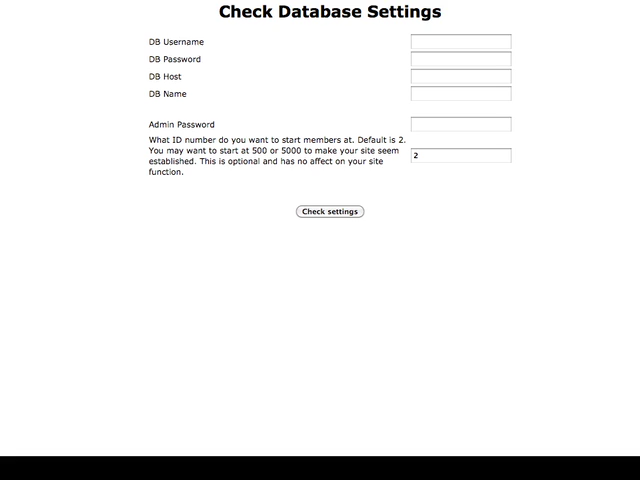 Check Database Settings
DB Username
DB Password
DB Host
DB Name
Admin Password
What ID number do you want to start members at. Default is 2.
You may want to start at 500 or 5000 to make your site seem
established. This is optional and has no affect on your site
function.
2
Check settings